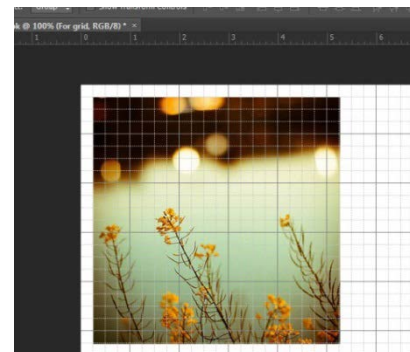 Group Show Transform Controls
k @ 100% (For grid, RGB/8) * ×
1 0 1 2 3 4 5 6